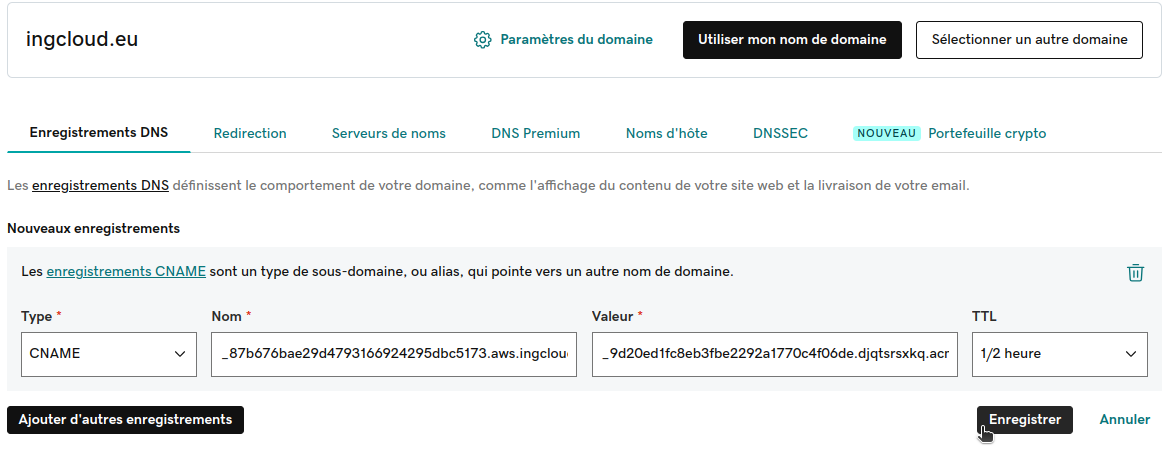 ingcloud.eu
Paramètres du domaine
Utiliser mon nom de domaine
Sélectionner un autre domaine
Enregistrements DNS
Redirection
Serveurs de noms
DNS Premium
Noms d'hôte
DNSSEC
NOUVEAU Portefeuille crypto
Les enregistrements DNS définissent le comportement de votre domaine, comme l'affichage du contenu de votre site web et la livraison de votre email.
Nouveaux enregistrements
Les enregistrements CNAME sont un type de sous-domaine, ou alias, qui pointe vers un autre nom de domaine.
Type *
Nom *
Valeur *
TTL
CNAME
_87b676bae29d4793166924295dbc5173.aws.ingclou
_9d20ed1fc8eb3fbe2292a1770c4f06de.djqtsrsxkq.acr
1/2 heure
Ajouter d'autres enregistrements
Enregistrer
Annuler